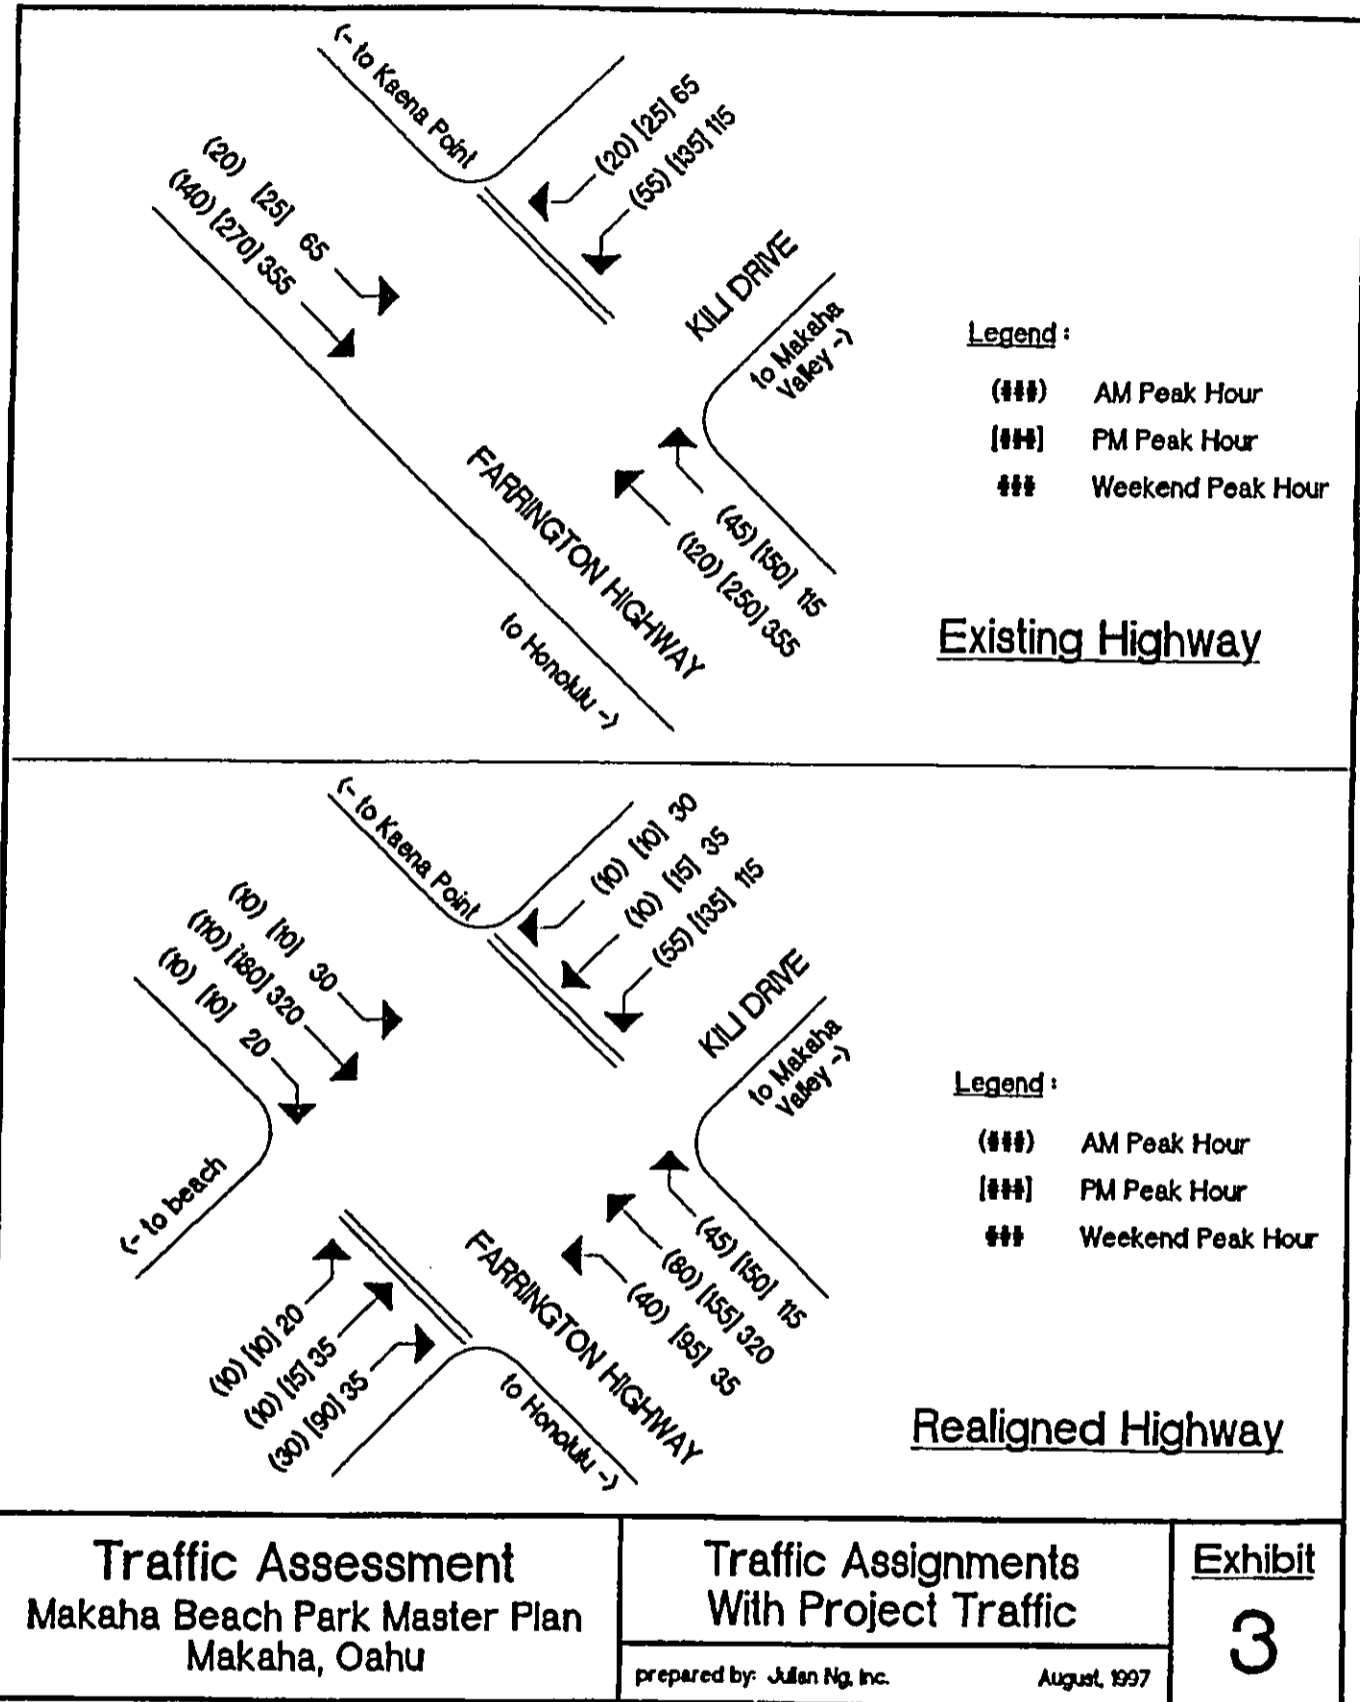 <- to Kaena Point
(20) [25] 65
(55) [135] 115
(20) [25] 65
(140) [270] 355
KILI DRIVE
to Makaha
Valley ->
Legend :
(###) AM Peak Hour
[###] PM Peak Hour
### Weekend Peak Hour
(45) [150] 115
(120) [250] 355
FARRINGTON HIGHWAY
to Honolulu ->
Existing Highway
<- to Kaena Point
(10) [10] 30
(10) [15] 35
(55) [135] 115
(10) [10] 30
(110) [180] 320
(10) [10] 20
KILI DRIVE
to Makaha
Valley ->
Legend :
(###) AM Peak Hour
[###] PM Peak Hour
### Weekend Peak Hour
<- to beach
(45) [150] 115
(80) [155] 320
(40) [95] 35
(10) [10] 20
(10) [15] 35
(30) [90] 35
FARRINGTON HIGHWAY
to Honolulu ->
Realigned Highway
Traffic Assessment
Makaha Beach Park Master Plan
Makaha, Oahu
Traffic Assignments
With Project Traffic
prepared by: Julian Ng, Inc. August, 1997
Exhibit
3